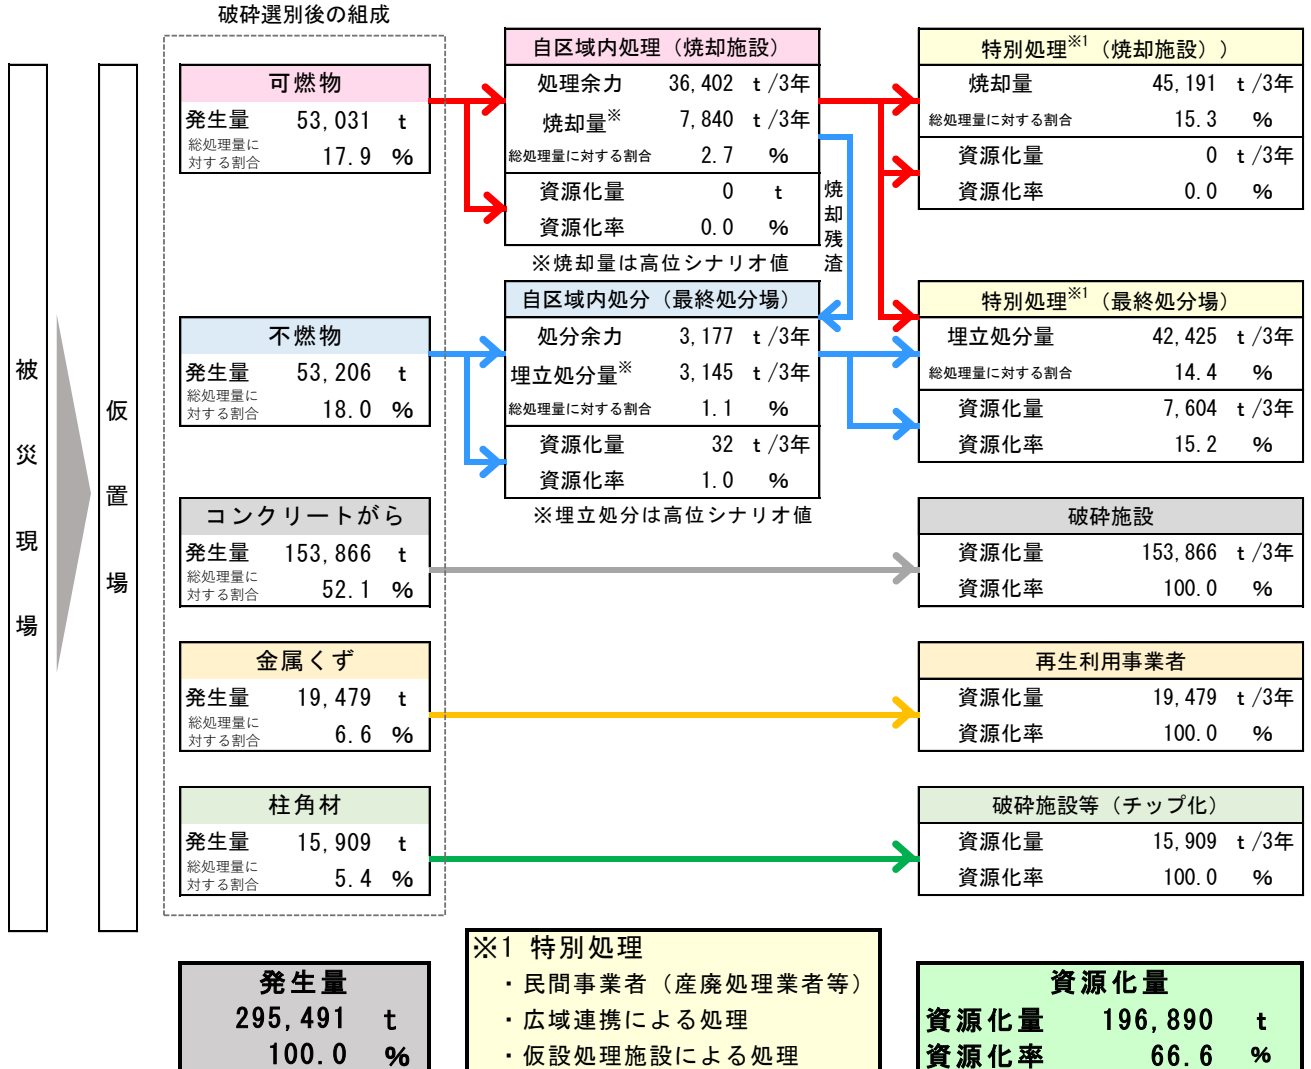 破砕選別後の組成
被災現場
仮置場
可燃物
発生量 53,031 t
総処理量に
対する割合 17.9 %
不燃物
発生量 53,206 t
総処理量に
対する割合 18.0 %
コンクリートがら
発生量 153,866 t
総処理量に
対する割合 52.1 %
金属くず
発生量 19,479 t
総処理量に
対する割合 6.6 %
柱角材
発生量 15,909 t
総処理量に
対する割合 5.4 %
自区域内処理（焼却施設）
処理余力 36,402 t/3年
焼却量※ 7,840 t/3年
総処理量に対する割合 2.7 %
資源化量 0 t
資源化率 0.0 %
※焼却量は高位シナリオ値
焼却残渣
自区域内処分（最終処分場）
処分余力 3,177 t/3年
埋立処分量※ 3,145 t/3年
総処理量に対する割合 1.1 %
資源化量 32 t/3年
資源化率 1.0 %
※埋立処分は高位シナリオ値
特別処理※1（焼却施設））
焼却量 45,191 t/3年
総処理量に対する割合 15.3 %
資源化量 0 t/3年
資源化率 0.0 %
特別処理※1（最終処分場）
埋立処分量 42,425 t/3年
総処理量に対する割合 14.4 %
資源化量 7,604 t/3年
資源化率 15.2 %
破砕施設
資源化量 153,866 t/3年
資源化率 100.0 %
再生利用事業者
資源化量 19,479 t/3年
資源化率 100.0 %
破砕施設等（チップ化）
資源化量 15,909 t/3年
資源化率 100.0 %
発生量
295,491 t
100.0 %
※1 特別処理
・民間事業者（産廃処理業者等）
・広域連携による処理
・仮設処理施設による処理
資源化量
資源化量 196,890 t
資源化率 66.6 %